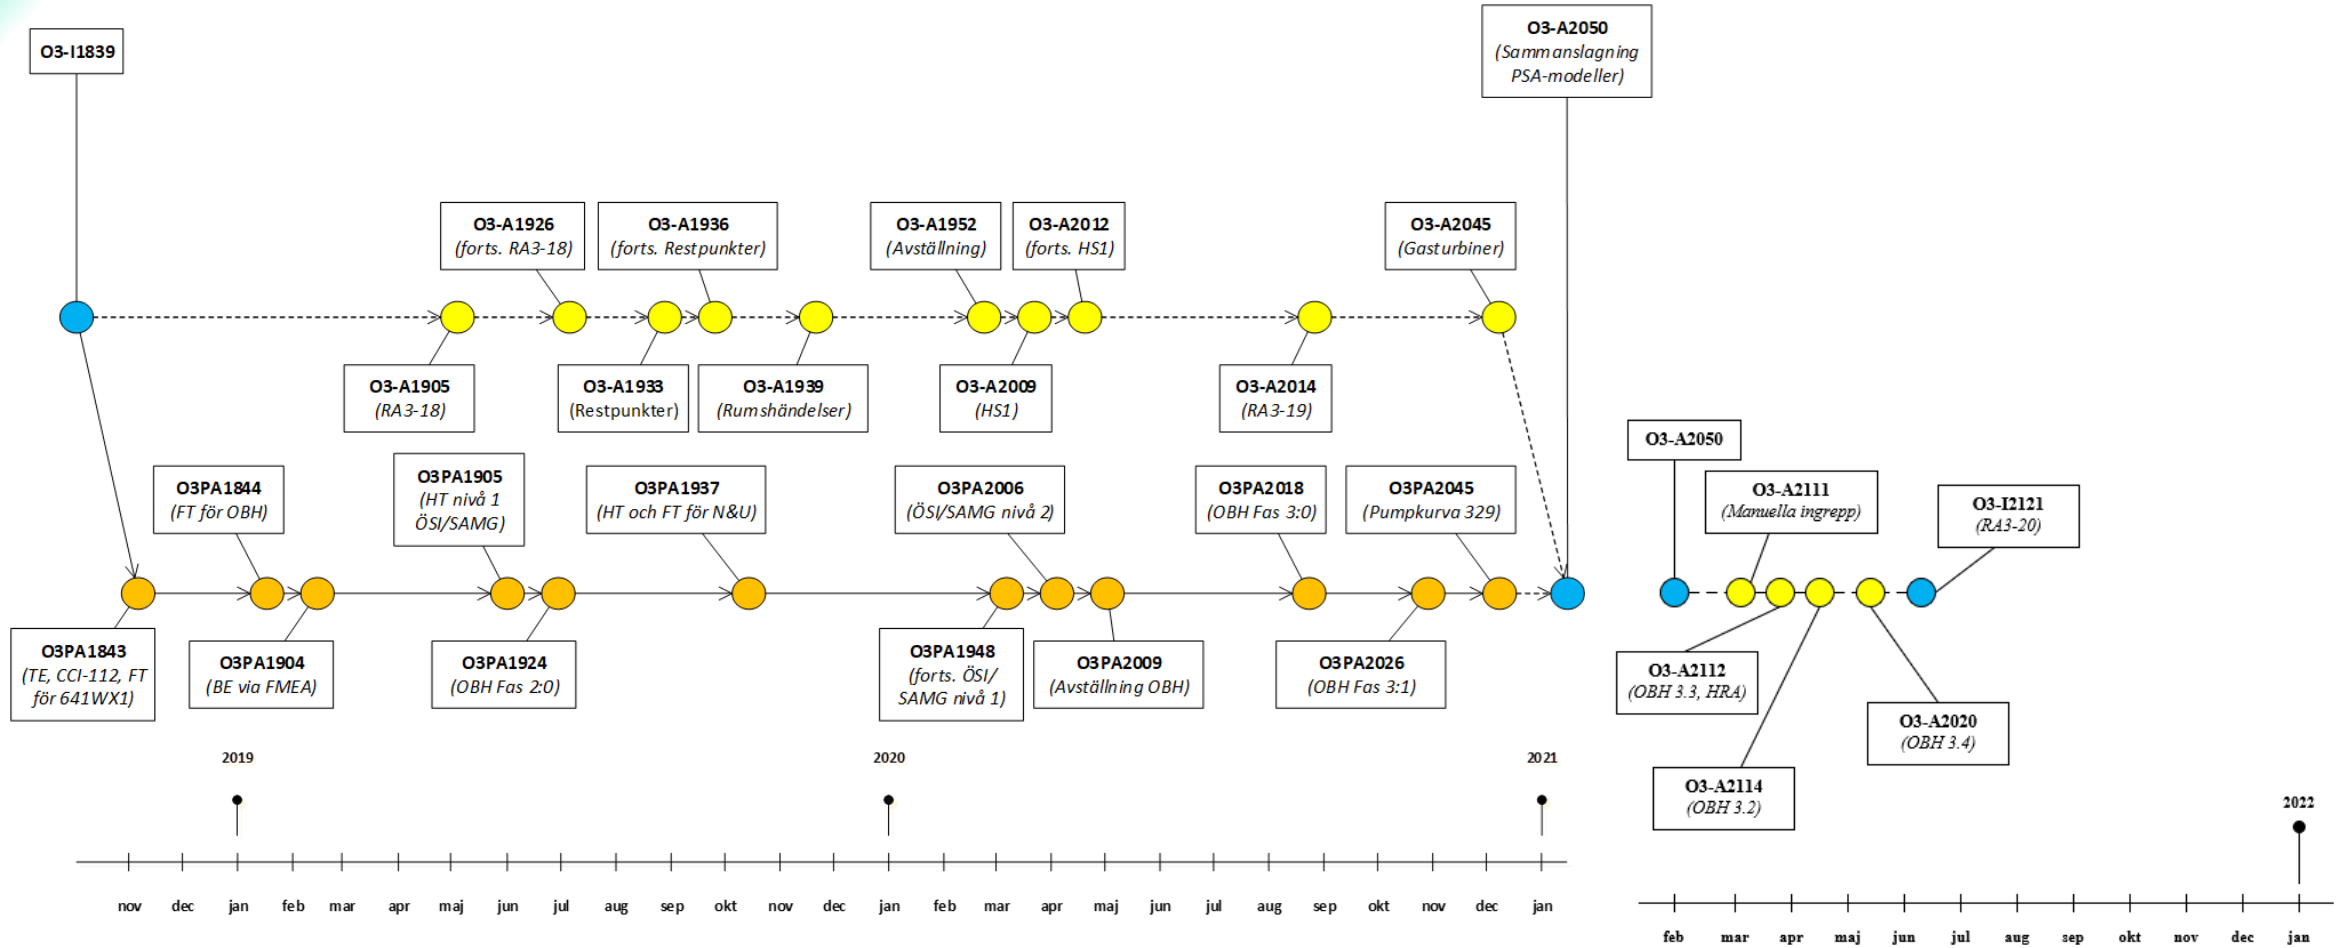 O3-I1839
O3-A2050
(Sammanslagning
PSA-modeller)
O3-A1926
(forts. RA3-18)
O3-A1936
(forts. Restpunkter)
O3-A1952
(Avställning)
O3-A2012
(forts. HS1)
O3-A2045
(Gasturbiner)
O3-A1905
(RA3-18)
O3-A1933
(Restpunkter)
O3-A1939
(Rumshändelser)
O3-A2009
(HS1)
O3-A2014
(RA3-19)
O3PA1844
(FT för OBH)
O3PA1905
(HT nivå 1
ÖSI/SAMG)
O3PA1937
(HT och FT för N&U)
O3PA2006
(ÖSI/SAMG nivå 2)
O3PA2018
(OBH Fas 3:0)
O3PA2045
(Pumpkurva 329)
O3PA1843
(TE, CCI-112, FT
för 641WX1)
O3PA1904
(BE via FMEA)
O3PA1924
(OBH Fas 2:0)
O3PA1948
(forts. ÖSI/
SAMG nivå 1)
O3PA2009
(Avställning OBH)
O3PA2026
(OBH Fas 3:1)
O3-A2050
O3-A2111
(Manuella ingrepp)
O3-I2121
(RA3-20)
O3-A2112
(OBH 3.3, HRA)
O3-A2020
(OBH 3.4)
O3-A2114
(OBH 3.2)
2019
2020
2021
nov dec jan feb mar apr maj jun jul aug sep okt nov dec jan feb mar apr maj jun jul aug sep okt nov dec jan
2022
feb mar apr maj jun jul aug sep okt nov dec jan